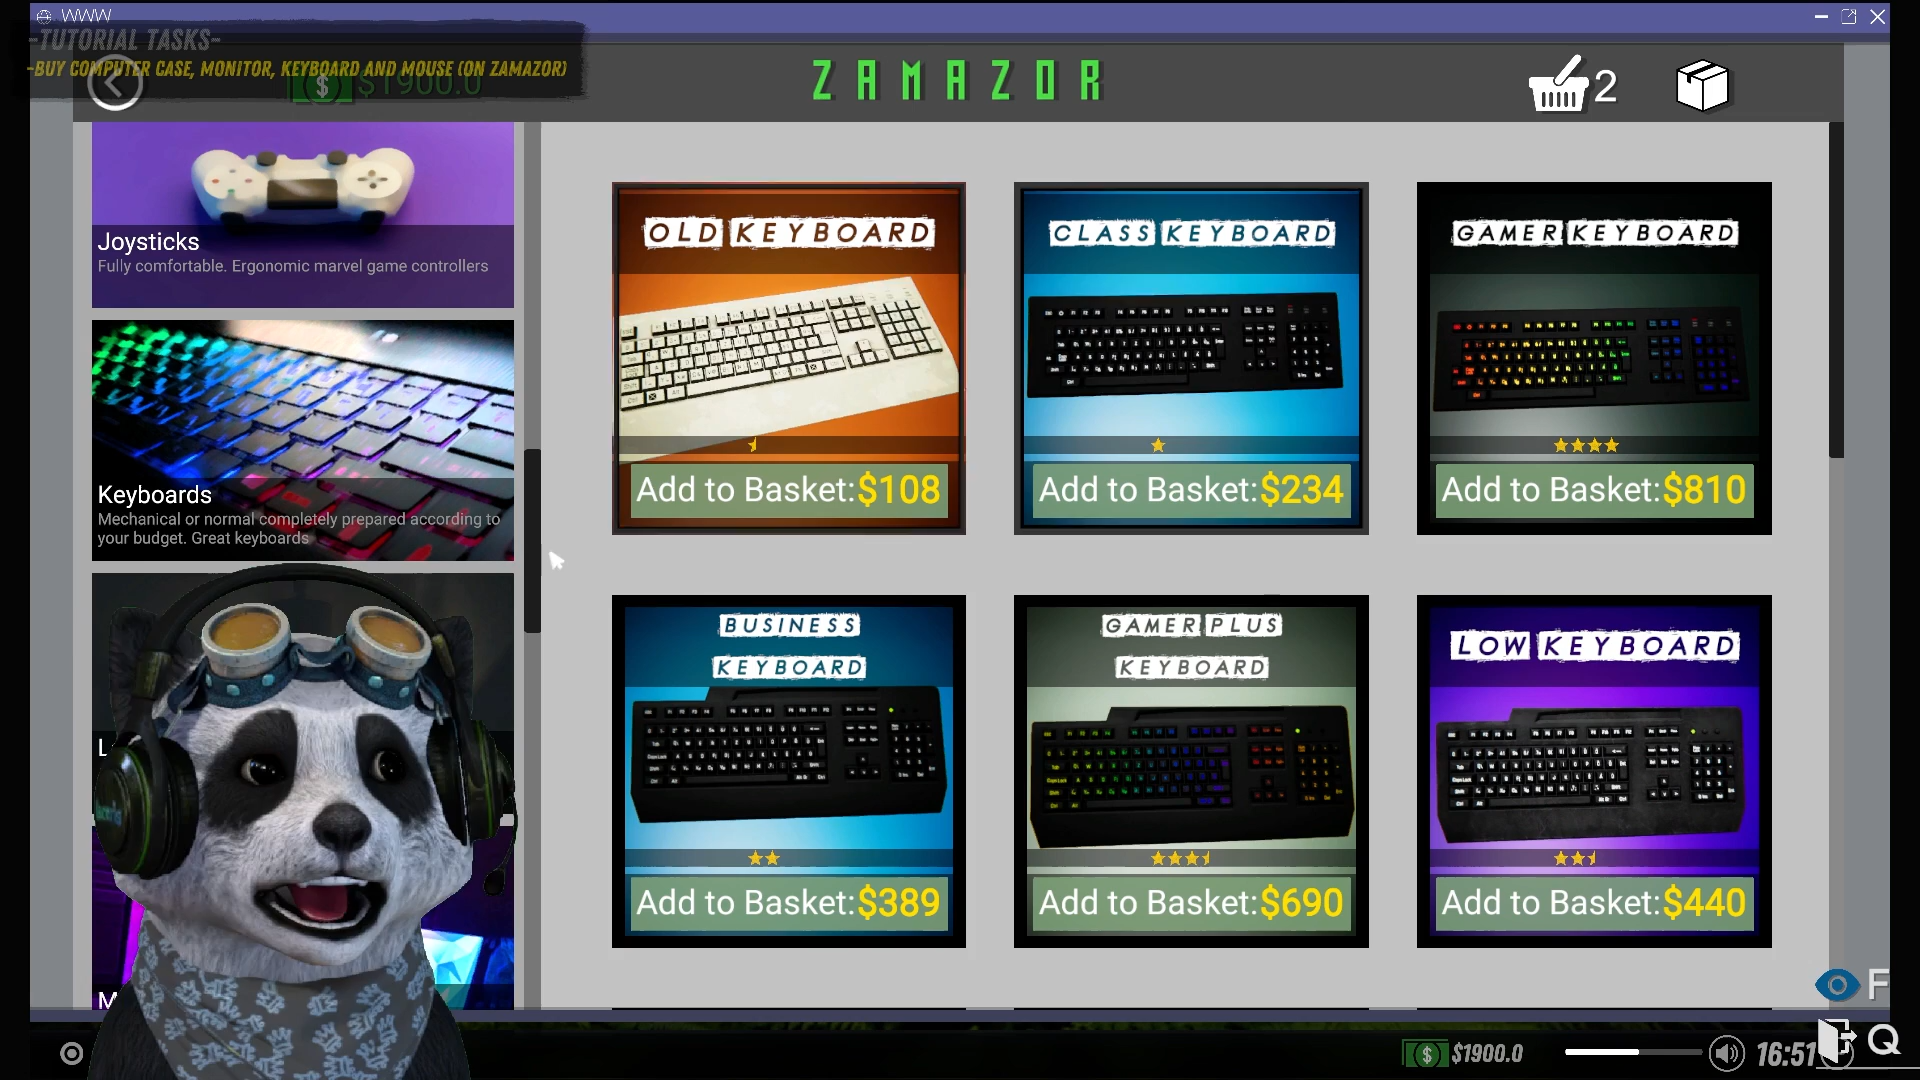 WWW
-TUTORIAL TASKS-
-BUY COMPUTER CASE, MONITOR, KEYBOARD AND MOUSE (ON ZAMAZOR)
$1900.0
ZAMAZOR
2
Joysticks
Fully comfortable. Ergonomic marvel game controllers
Keyboards
Mechanical or normal completely prepared according to
your budget. Great keyboards
OLD KEYBOARD
Add to Basket:$108
CLASS KEYBOARD
Add to Basket:$234
GAMER KEYBOARD
Add to Basket:$810
BUSINESS
KEYBOARD
Add to Basket:$389
GAMER PLUS
KEYBOARD
Add to Basket:$690
LOW KEYBOARD
Add to Basket:$440
F
$1900.0
16:51
Q